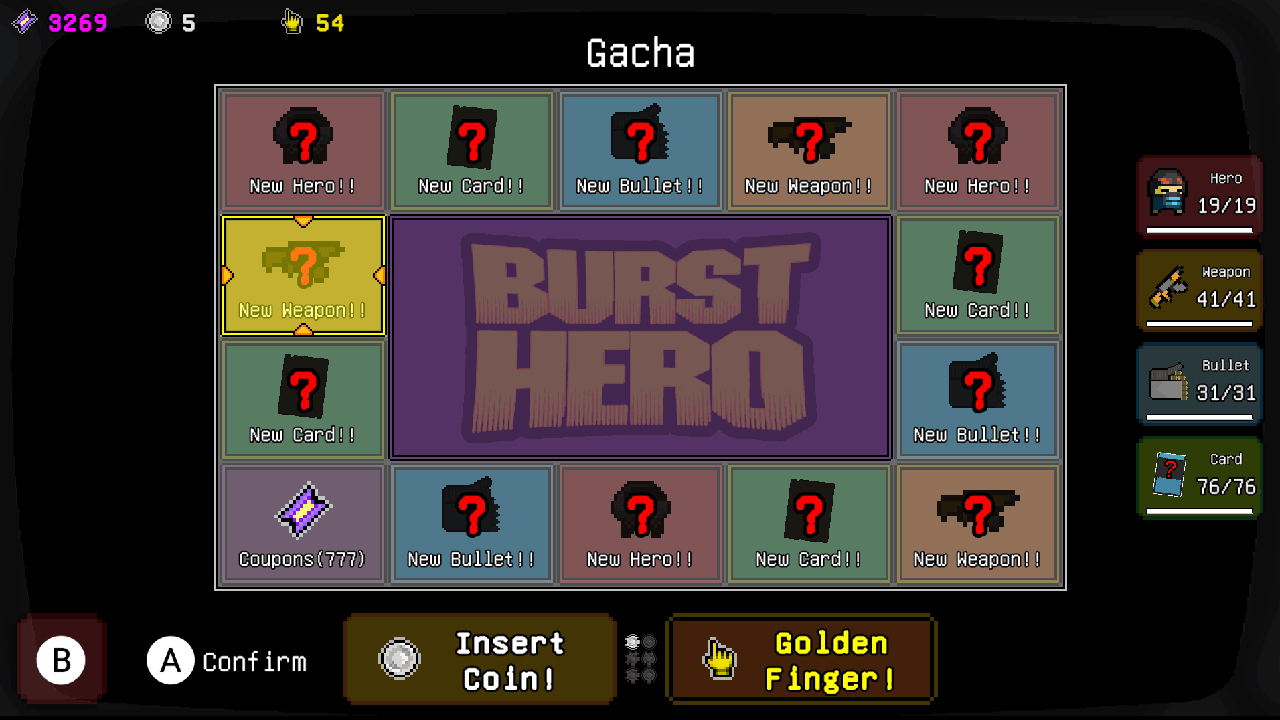 3269 5 54
Gacha
? ? ? ? ?
New Hero!! New Card!! New Bullet!! New Weapon!! New Hero!!
Hero
19/19
? BURST ?
New Weapon!! New Card!!
Weapon
41/41
? HERO ?
New Card!! New Bullet!!
Bullet
31/31
? ? ? ?
Coupons(777) New Bullet!! New Hero!! New Card!! New Weapon!!
Card
?
76/76
B A Confirm
Insert
Coin!
Golden
Finger!